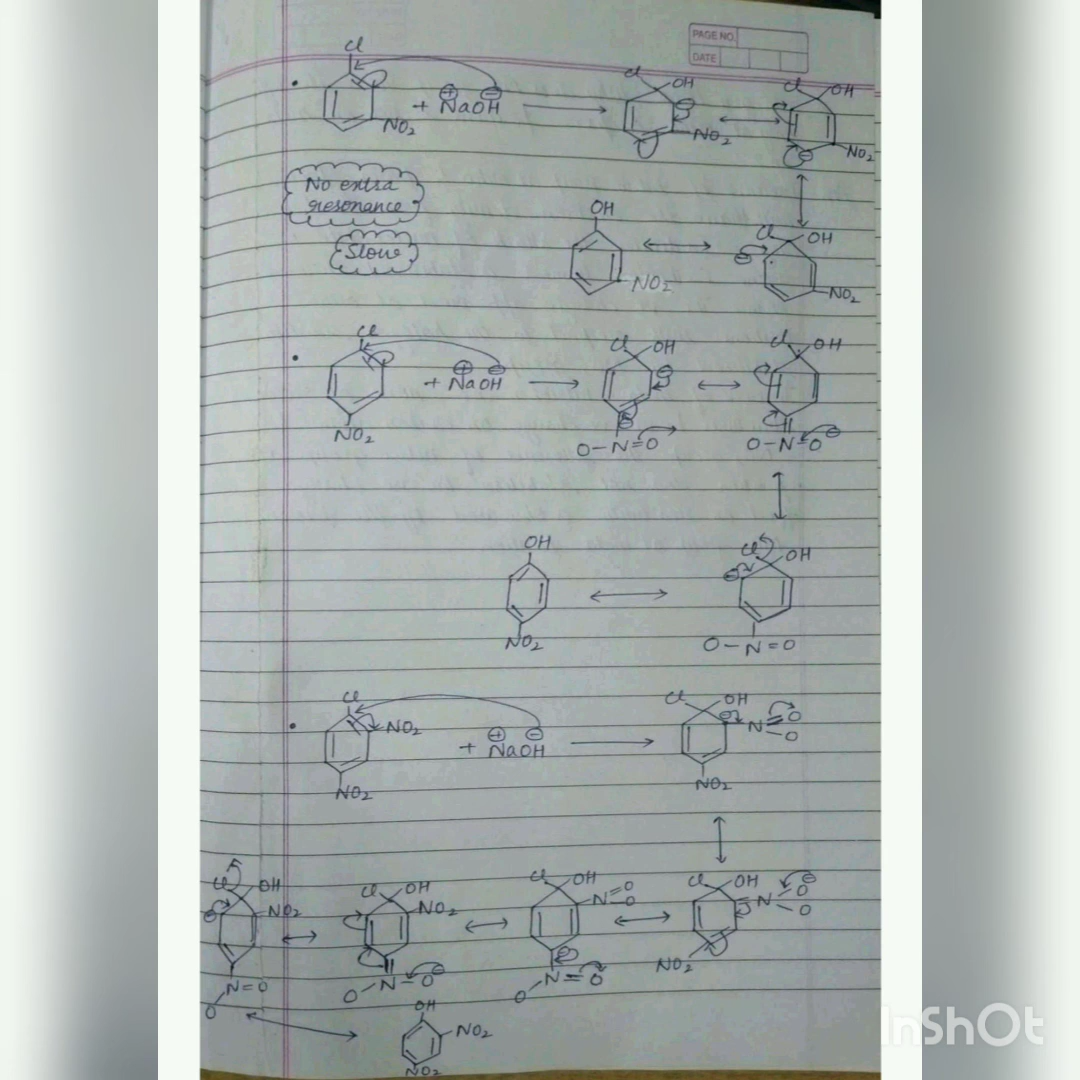 PAGE NO.
DATE
Cl
NO2
+ ⊕NaOH⊖
Cl OH
NO2
Cl OH
NO2
No extra
resonance
Slow
OH
NO2
Cl OH
⊖
NO2
Cl
NO2
+ ⊕NaOH⊖
Cl OH
⊖
⊖
O-N=O
Cl OH
O-N=O⊖
OH
NO2
Cl OH
⊖
O-N=O
Cl
NO2
NO2
+ ⊕NaOH⊖
Cl OH
⊖ N=O
O
NO2
Cl OH
⊖ NO2
N=O
O
Cl OH
NO2
O N=O⊖
Cl OH
N=O
=O
N=O
O
Cl OH
⊖
=N=O
O
NO2
OH
NO2
NO2
InShOt